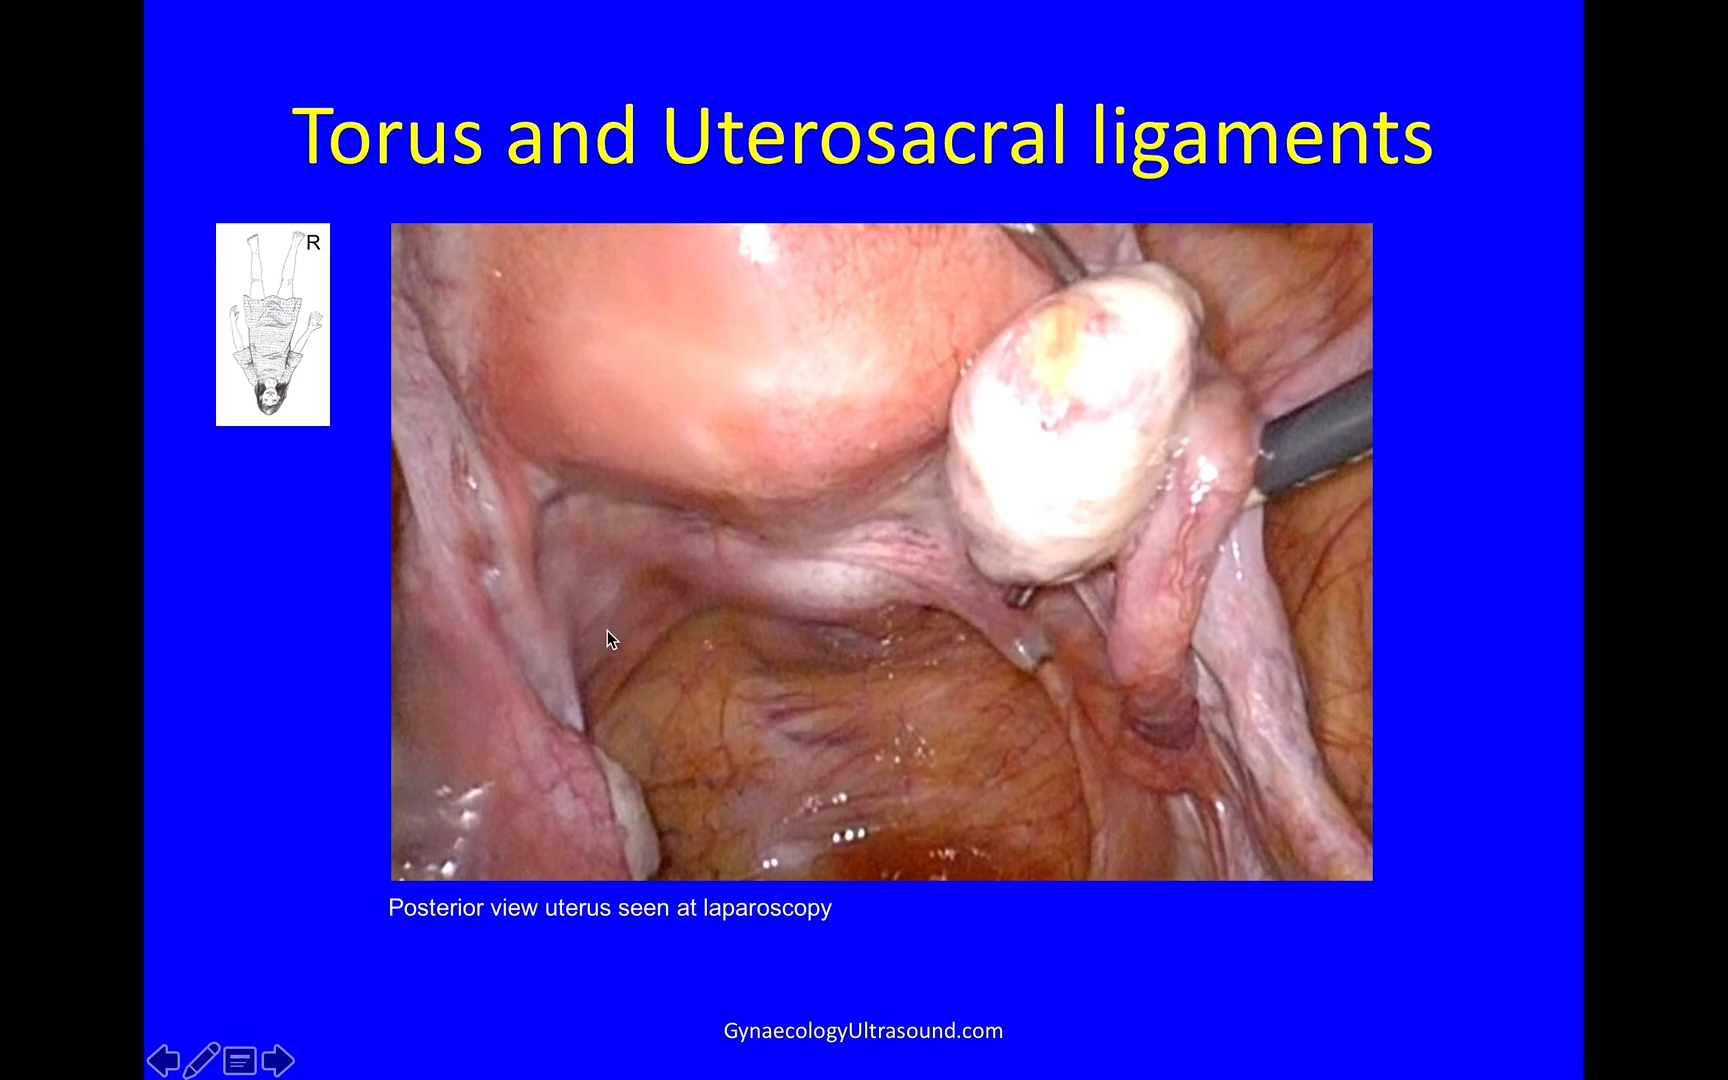 Torus and Uterosacral ligaments
R
Posterior view uterus seen at laparoscopy
GynaecologyUltrasound.com